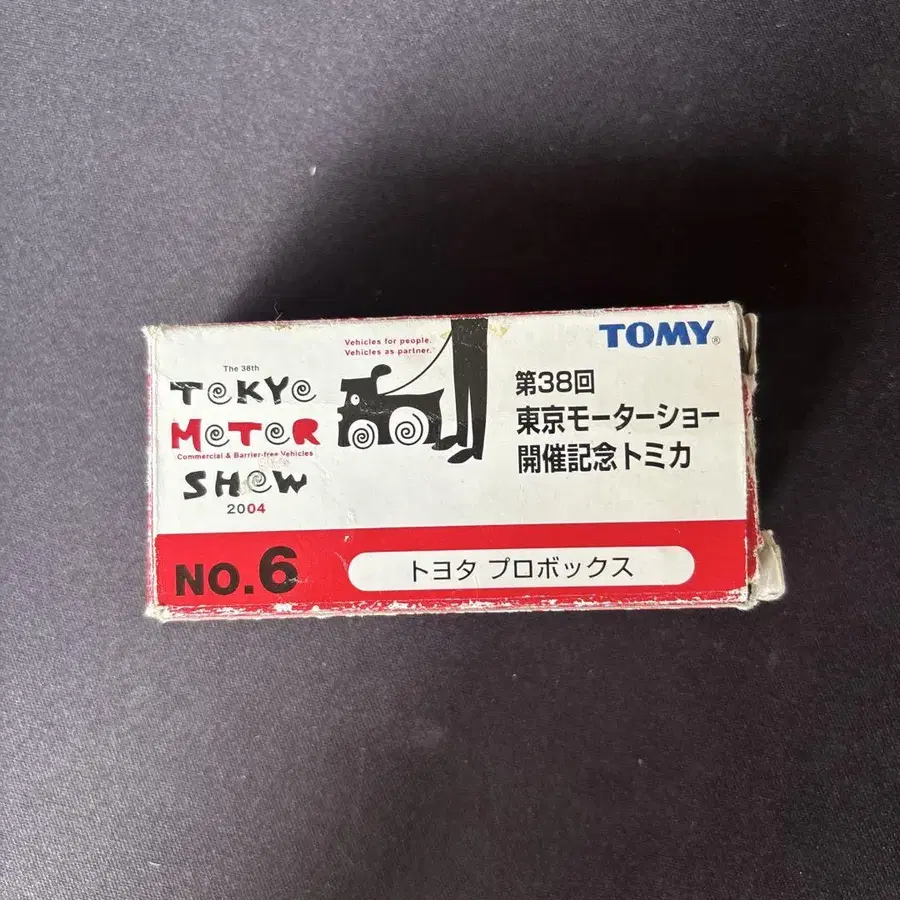 The 38th
TOKYO
MOTOR
Commercial & Barrier-free Vehicles
SHOW
2004
Vehicles for people.
Vehicles as partner.
TOMY®
第38回
東京モーターショー
開催記念トミカ
NO.6
トヨタ プロボックス